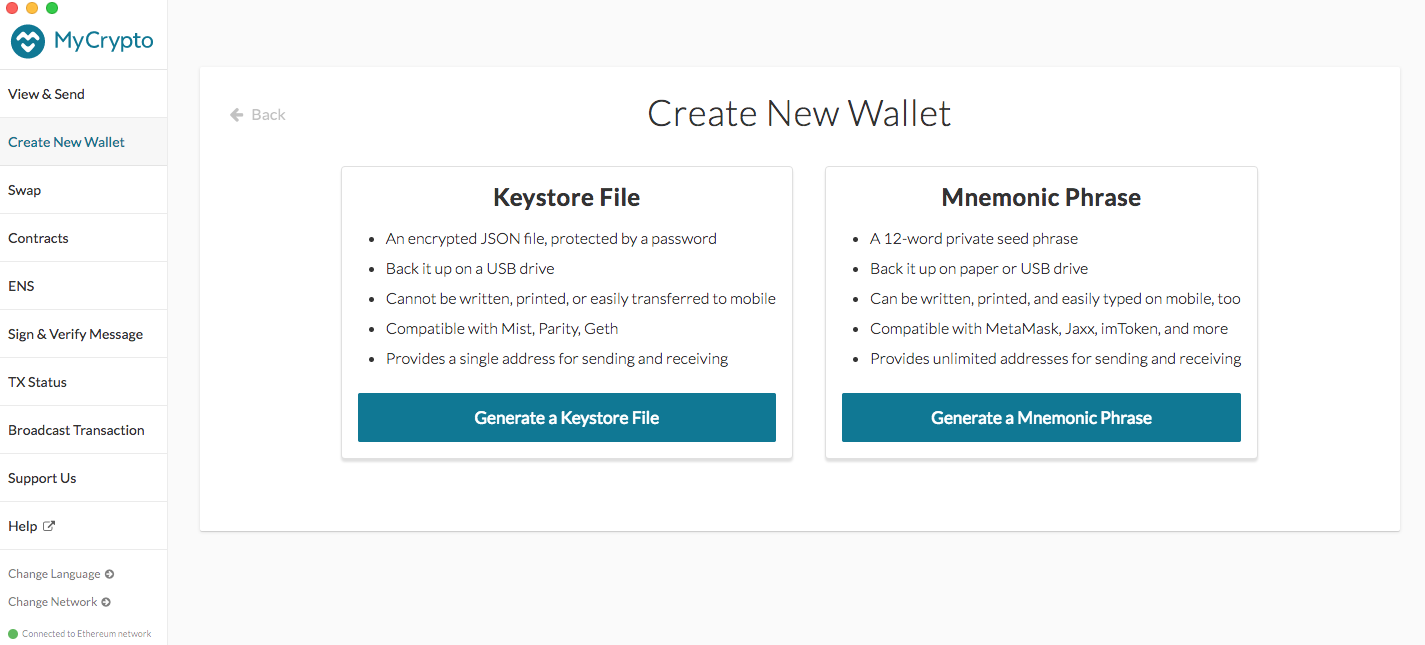 MyCrypto
View & Send
Create New Wallet
Swap
Contracts
ENS
Sign & Verify Message
TX Status
Broadcast Transaction
Support Us
Help
Change Language
Change Network
Connected to Ethereum network
Back
Create New Wallet
Keystore File
• An encrypted JSON file, protected by a password
• Back it up on a USB drive
• Cannot be written, printed, or easily transferred to mobile
• Compatible with Mist, Parity, Geth
• Provides a single address for sending and receiving
Generate a Keystore File
Mnemonic Phrase
• A 12-word private seed phrase
• Back it up on paper or USB drive
• Can be written, printed, and easily typed on mobile, too
• Compatible with MetaMask, Jaxx, imToken, and more
• Provides unlimited addresses for sending and receiving
Generate a Mnemonic Phrase